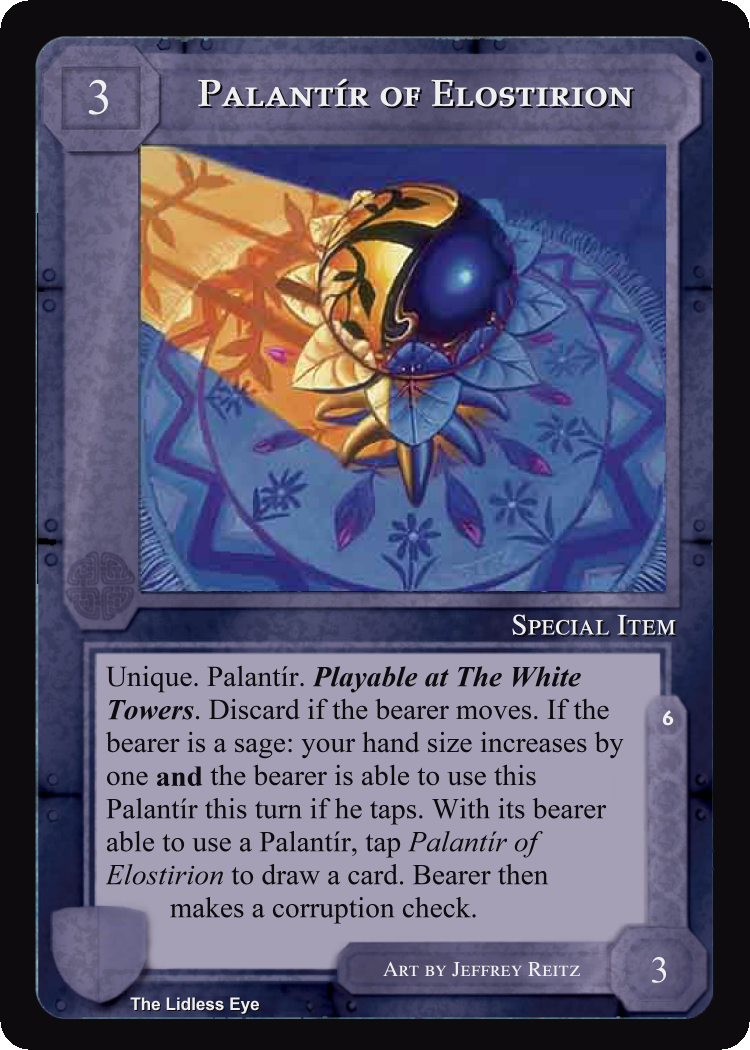 3
Palantír of Elostirion
Special Item
Unique. Palantír. Playable at The White
Towers. Discard if the bearer moves. If the
bearer is a sage: your hand size increases by
one and the bearer is able to use this
Palantír this turn if he taps. With its bearer
able to use a Palantír, tap Palantír of
Elostirion to draw a card. Bearer then
makes a corruption check.
6
Art by Jeffrey Reitz
3
The Lidless Eye